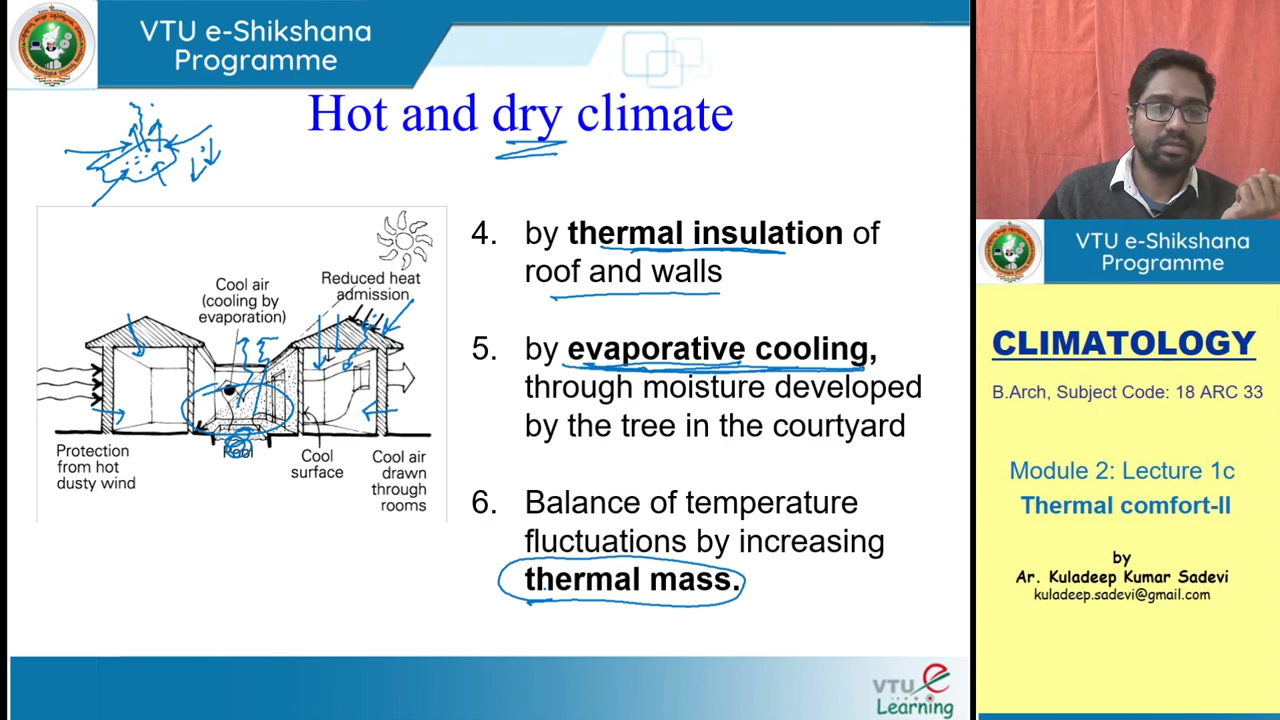 VTU e-Shikshana
Programme
Hot and dry climate
Cool air
(cooling by
evaporation)
Reduced heat
admission
Protection
from hot
dusty wind
Pool
Cool
surface
Cool air
drawn
through
rooms
4. by thermal insulation of
roof and walls
5. by evaporative cooling,
through moisture developed
by the tree in the courtyard
6. Balance of temperature
fluctuations by increasing
thermal mass.
VTU e
Learning
VTU e-Shikshana
Programme
CLIMATOLOGY
B.Arch, Subject Code: 18 ARC 33
Module 2: Lecture 1c
Thermal comfort-II
by
Ar. Kuladeep Kumar Sadevi
kuladeep.sadevi@gmail.com